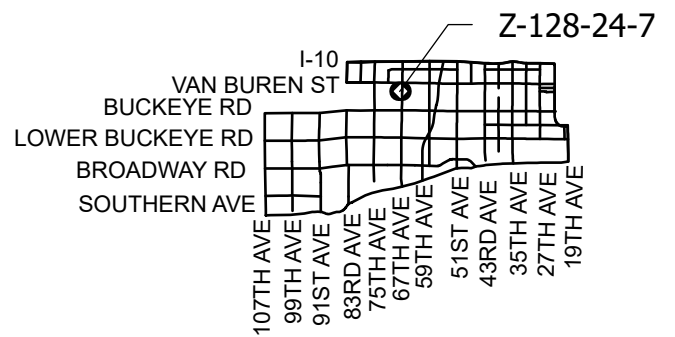 Z-128-24-7
I-10
VAN BUREN ST
BUCKEYE RD
LOWER BUCKEYE RD
BROADWAY RD
SOUTHERN AVE
107TH AVE
99TH AVE
91ST AVE
83RD AVE
75TH AVE
67TH AVE
59TH AVE
51ST AVE
43RD AVE
35TH AVE
27TH AVE
19TH AVE